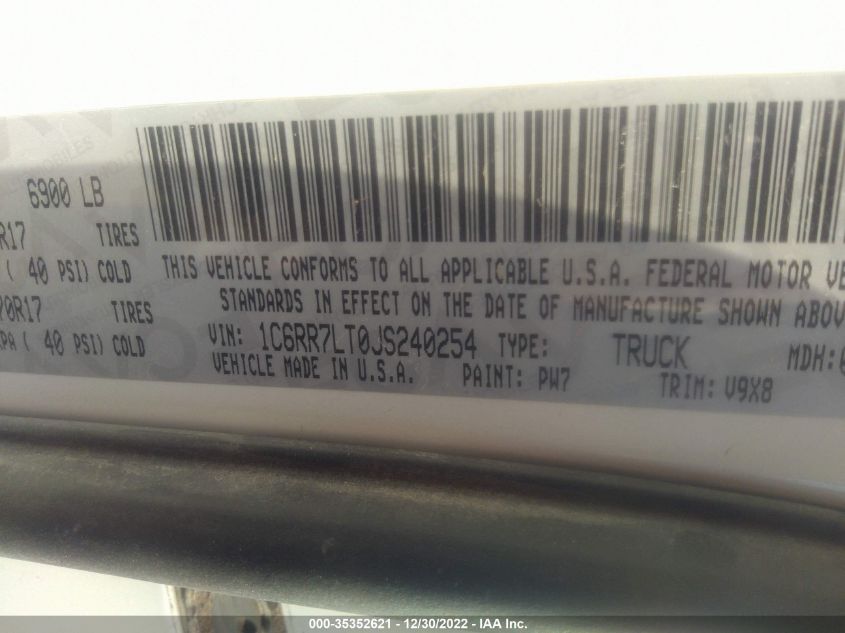 6900 LB
R17 TIRES
( 40 PSI) COLD
70R17 TIRES
KPA ( 40 PSI) COLD
THIS VEHICLE CONFORMS TO ALL APPLICABLE U.S.A. FEDERAL MOTOR VE
STANDARDS IN EFFECT ON THE DATE OF MANUFACTURE SHOWN ABOV
VIN: 1C6RR7LT0JS240254 TYPE: TRUCK MDH:0
VEHICLE MADE IN U.S.A. PAINT: PW7 TRIM: V9X8
000-35352621 - 12/30/2022 - IAA Inc.